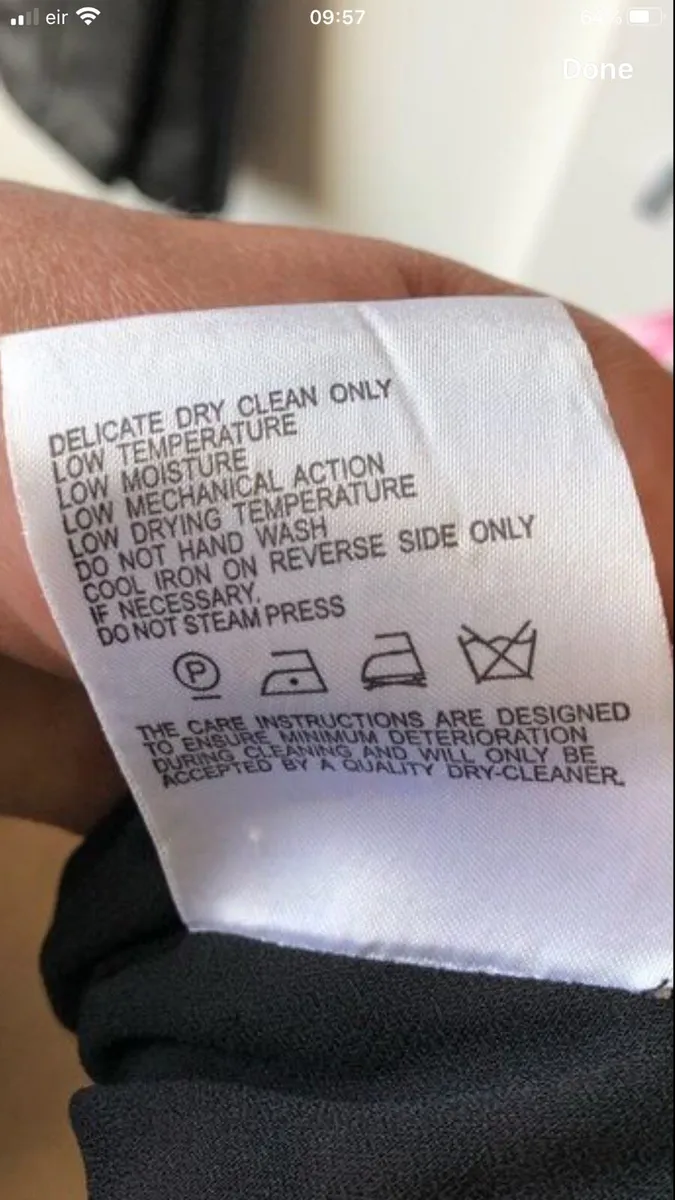 eir 09:57 64%
Done
DELICATE DRY CLEAN ONLY
LOW TEMPERATURE
LOW MOISTURE
LOW MECHANICAL ACTION
LOW DRYING TEMPERATURE
DO NOT HAND WASH
COOL IRON ON REVERSE SIDE ONLY
IF NECESSARY.
DO NOT STEAM PRESS
P
THE CARE INSTRUCTIONS ARE DESIGNED
TO ENSURE MINIMUM DETERIORATION
DURING CLEANING AND WILL ONLY BE
ACCEPTED BY A QUALITY DRY-CLEANER.